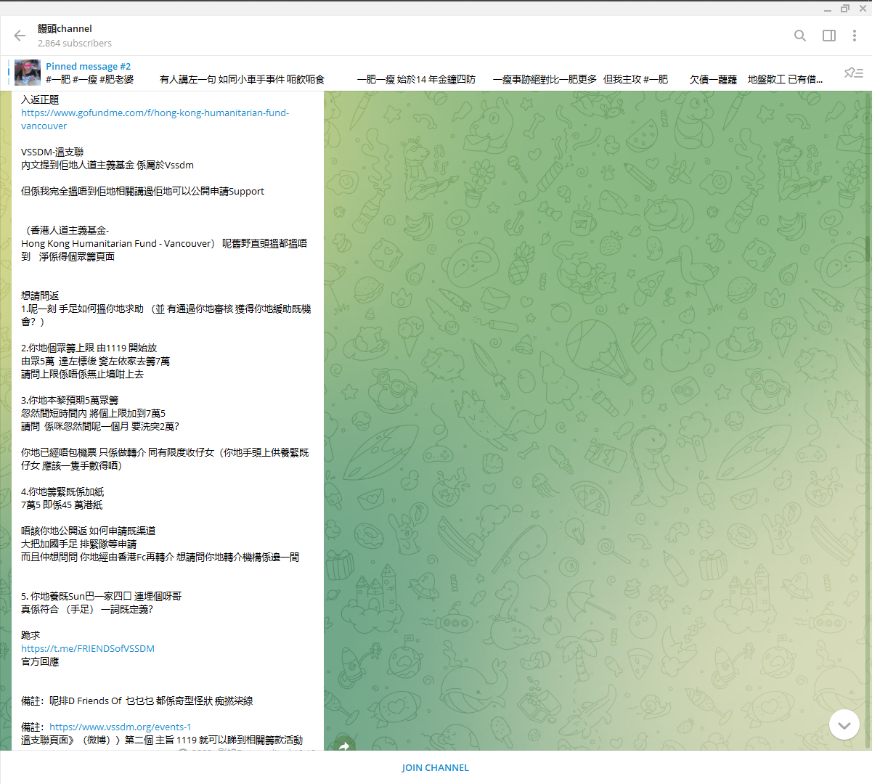 饅頭channel
2,864 subscribers
Pinned message #2
#一肥 #一瘦 #肥老婆 有人講左一句 如同小車手事件 呃飲呃食 一肥一瘦 始於14 年金鐘四防 一瘦事跡絕對比一肥更多 但我主攻 #一肥 欠債一蘿蘿 地盤散工 已有借...
入返正題
https://www.gofundme.com/f/hong-kong-humanitarian-fund-
vancouver
VSSDM-溫支聯
內文提到佢地人道主義基金 係屬於Vssdm
但係我完全搵唔到佢地相關講過佢地可以公開申請Support
（香港人道主義基金-
Hong Kong Humanitarian Fund - Vancouver） 呢舊野直頭搵都搵唔
到 淨係得個眾籌頁面
想請問返
1.呢一刻 手足如何搵你地求助 （並 有通過你地審核 獲得你地緩助既機
會? ）
2.你地個眾籌上限 由1119 開始放
由眾5萬 達左標後 變左依家去籌7萬
請問上限係唔係無止境咁上去
3.你地本黎預期5萬眾籌
忽然間短時間內 將個上限加到7萬5
請問 係咪忽然間呢一個月 要洗突2萬?
你地已經唔包機票 只係做轉介 同有限度收仔女（你地手頭上供養緊既
仔女 應該一隻手數得晒）
4.你地籌緊既係加紙
7萬5 即係45 萬港紙
唔該你地公開返 如何申請既渠道
大把加國手足 排緊隊等申請
而且仲想問問 你地經由香港Fc再轉介 想請問你地轉介機構係邊一間
5. 你地養既Sun巴一家四口 連埋個呀哥
真係符合 （手足） 一詞既定義?
跪求
https://t.me/FRIENDSofVSSDM
官方回應
備註：呢排D Friends Of 乜乜乜 都係奇型怪狀 痴撚柒線
備註：https://www.vssdm.org/events-1
溫支聯頁面》（微博））第二個 主旨 1119 就可以睇到相關籌款活動
JOIN CHANNEL